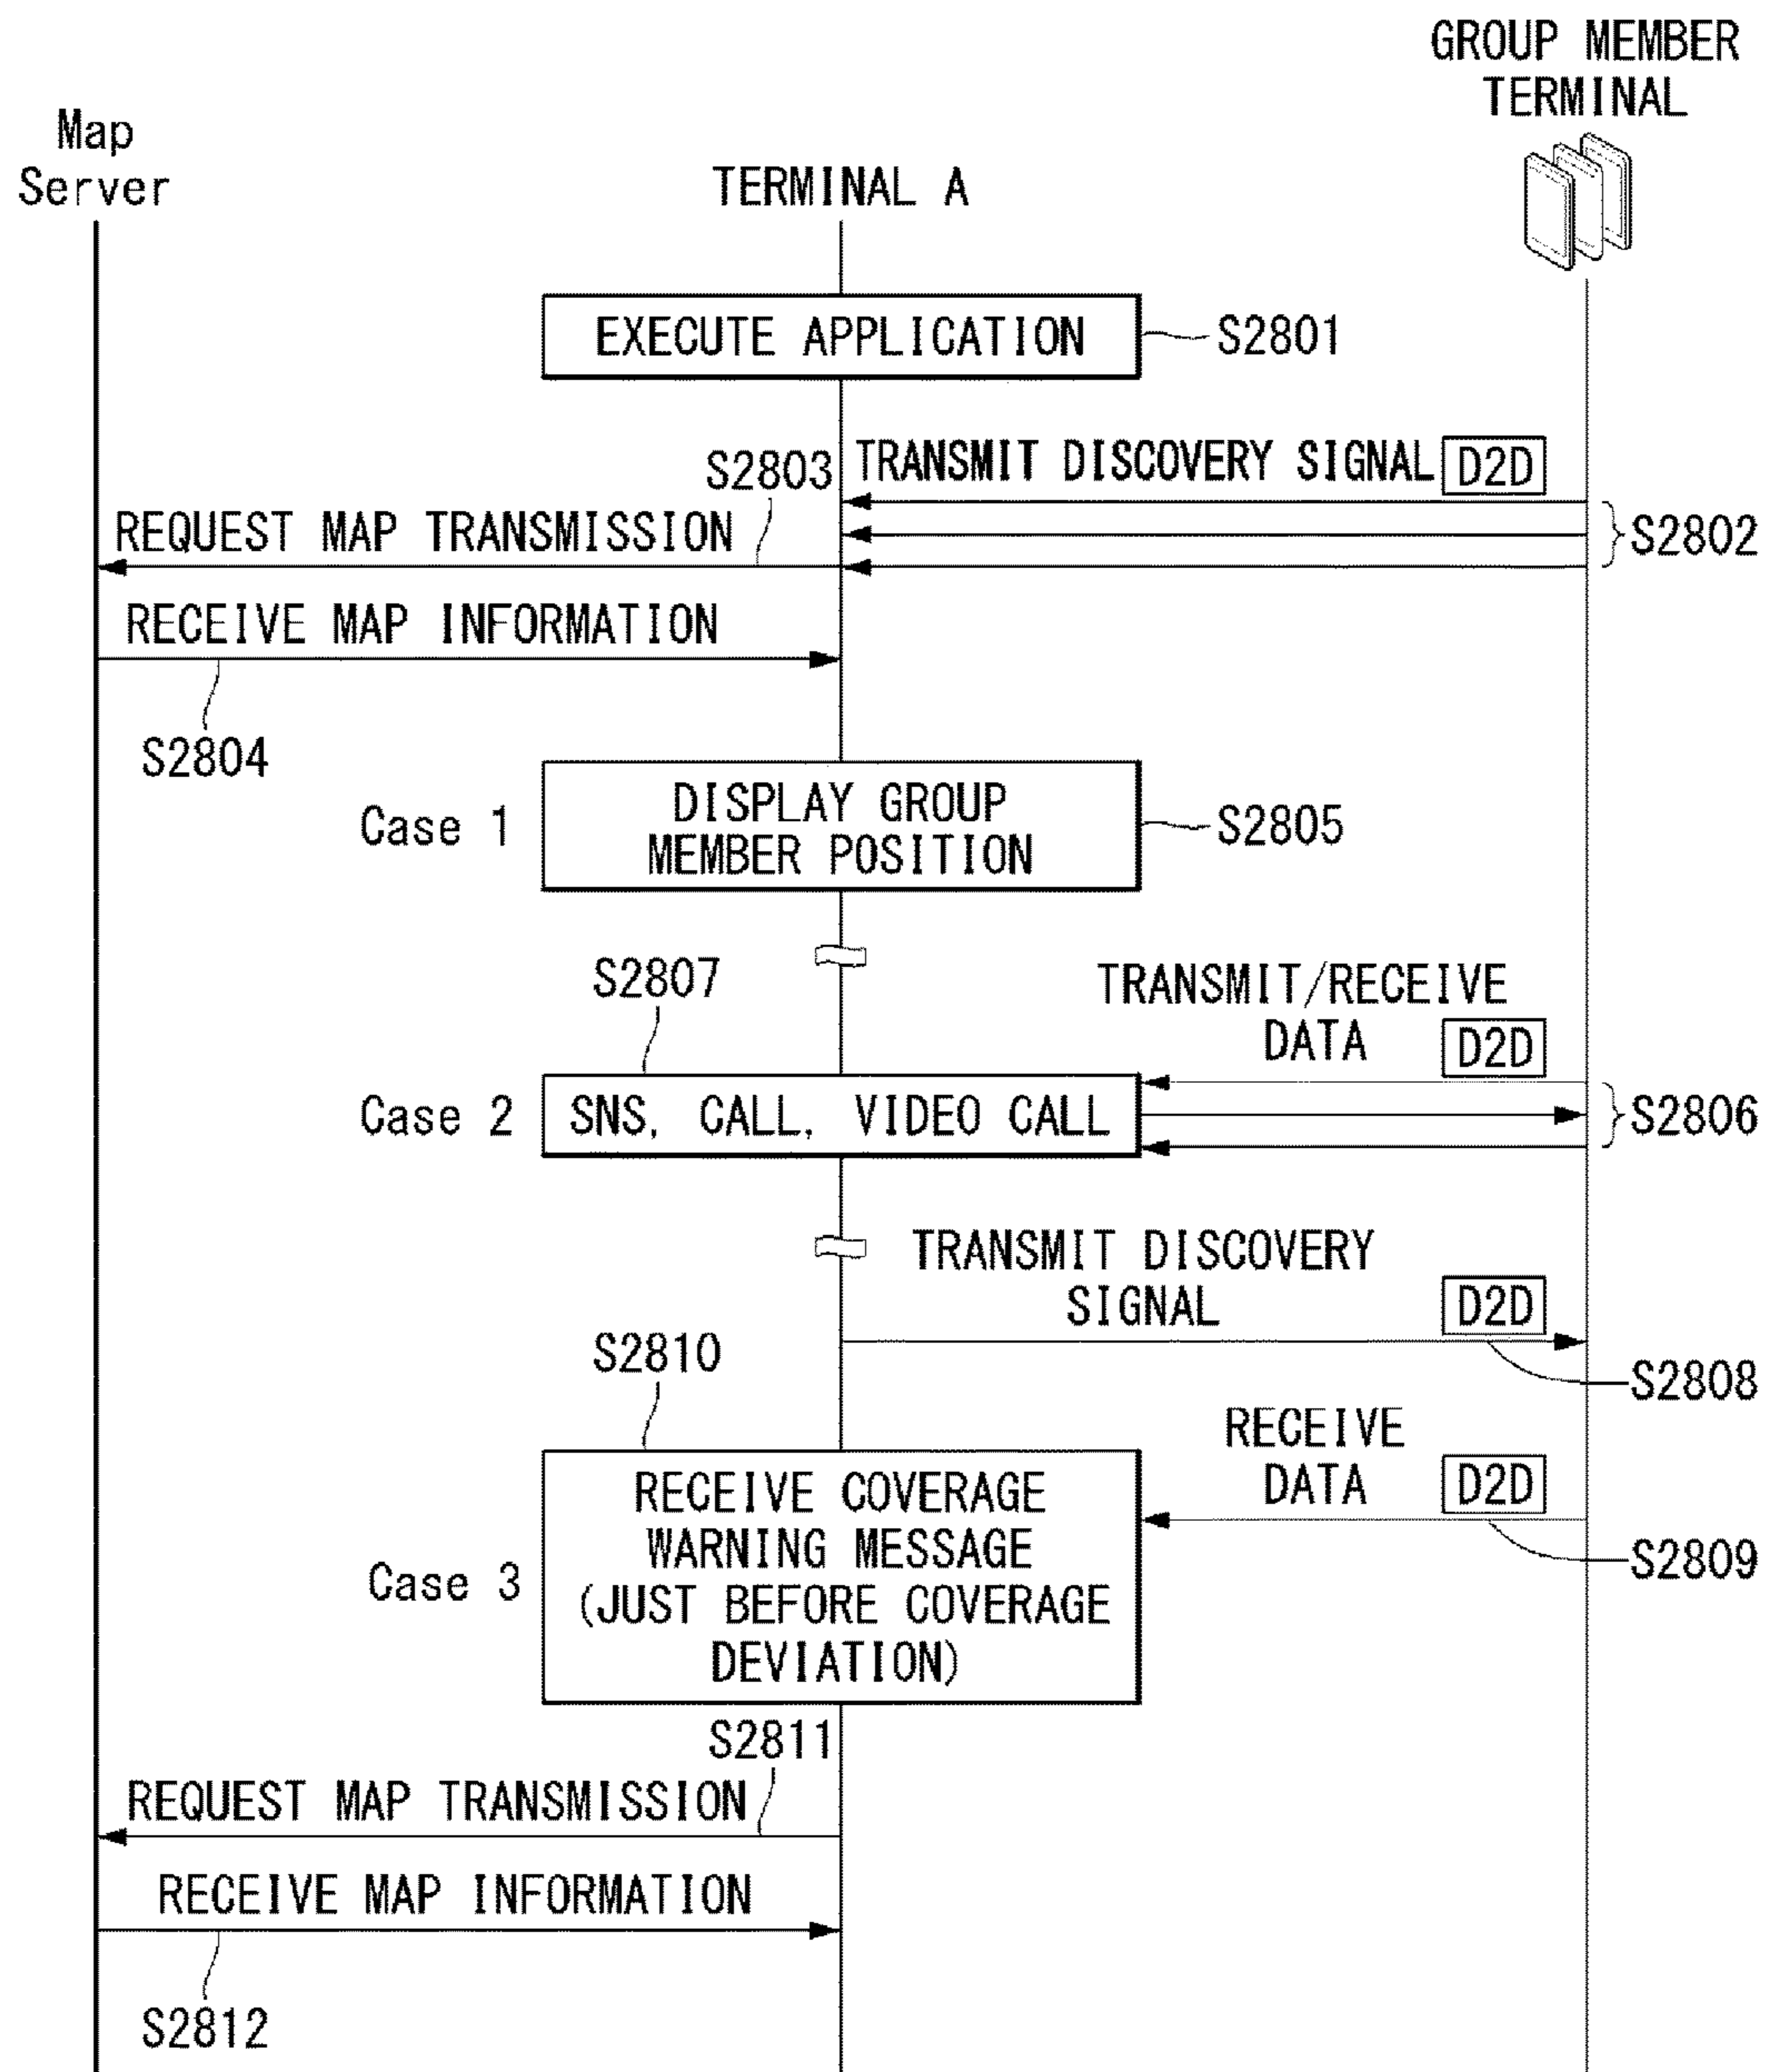 GROUP MEMBER
TERMINAL
Map
Server
TERMINAL A
EXECUTE APPLICATION
S2801
S2803
TRANSMIT DISCOVERY SIGNAL
D2D
REQUEST MAP TRANSMISSION
S2802
RECEIVE MAP INFORMATION
S2804
Case 1
DISPLAY GROUP
MEMBER POSITION
S2805
S2807
TRANSMIT/RECEIVE
DATA
D2D
Case 2
SNS, CALL, VIDEO CALL
S2806
TRANSMIT DISCOVERY
SIGNAL
D2D
S2810
S2808
RECEIVE
DATA
D2D
Case 3
RECEIVE COVERAGE
WARNING MESSAGE
(JUST BEFORE COVERAGE
DEVIATION)
S2809
S2811
REQUEST MAP TRANSMISSION
RECEIVE MAP INFORMATION
S2812